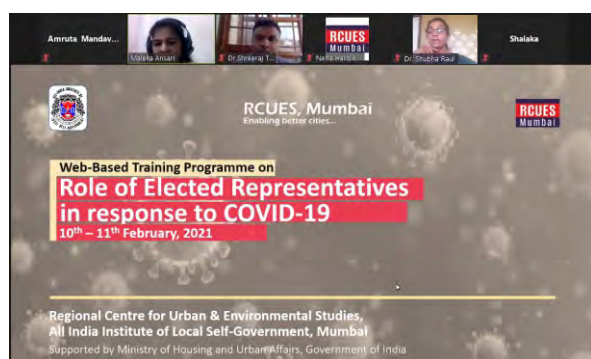 Amruta Mandav...
RCUES
Mumbai
Shalaka
Maleka Ansari
Dr.Shreeraj T...
Dr. Shubha Raul
RCUES, Mumbai
Enabling better cities...
RCUES
Mumbai
Web-Based Training Programme on
Role of Elected Representatives
in response to COVID-19
10th – 11th February, 2021
Regional Centre for Urban & Environmental Studies,
All India Institute of Local Self-Government, Mumbai
Supported by Ministry of Housing and Urban Affairs, Government of India